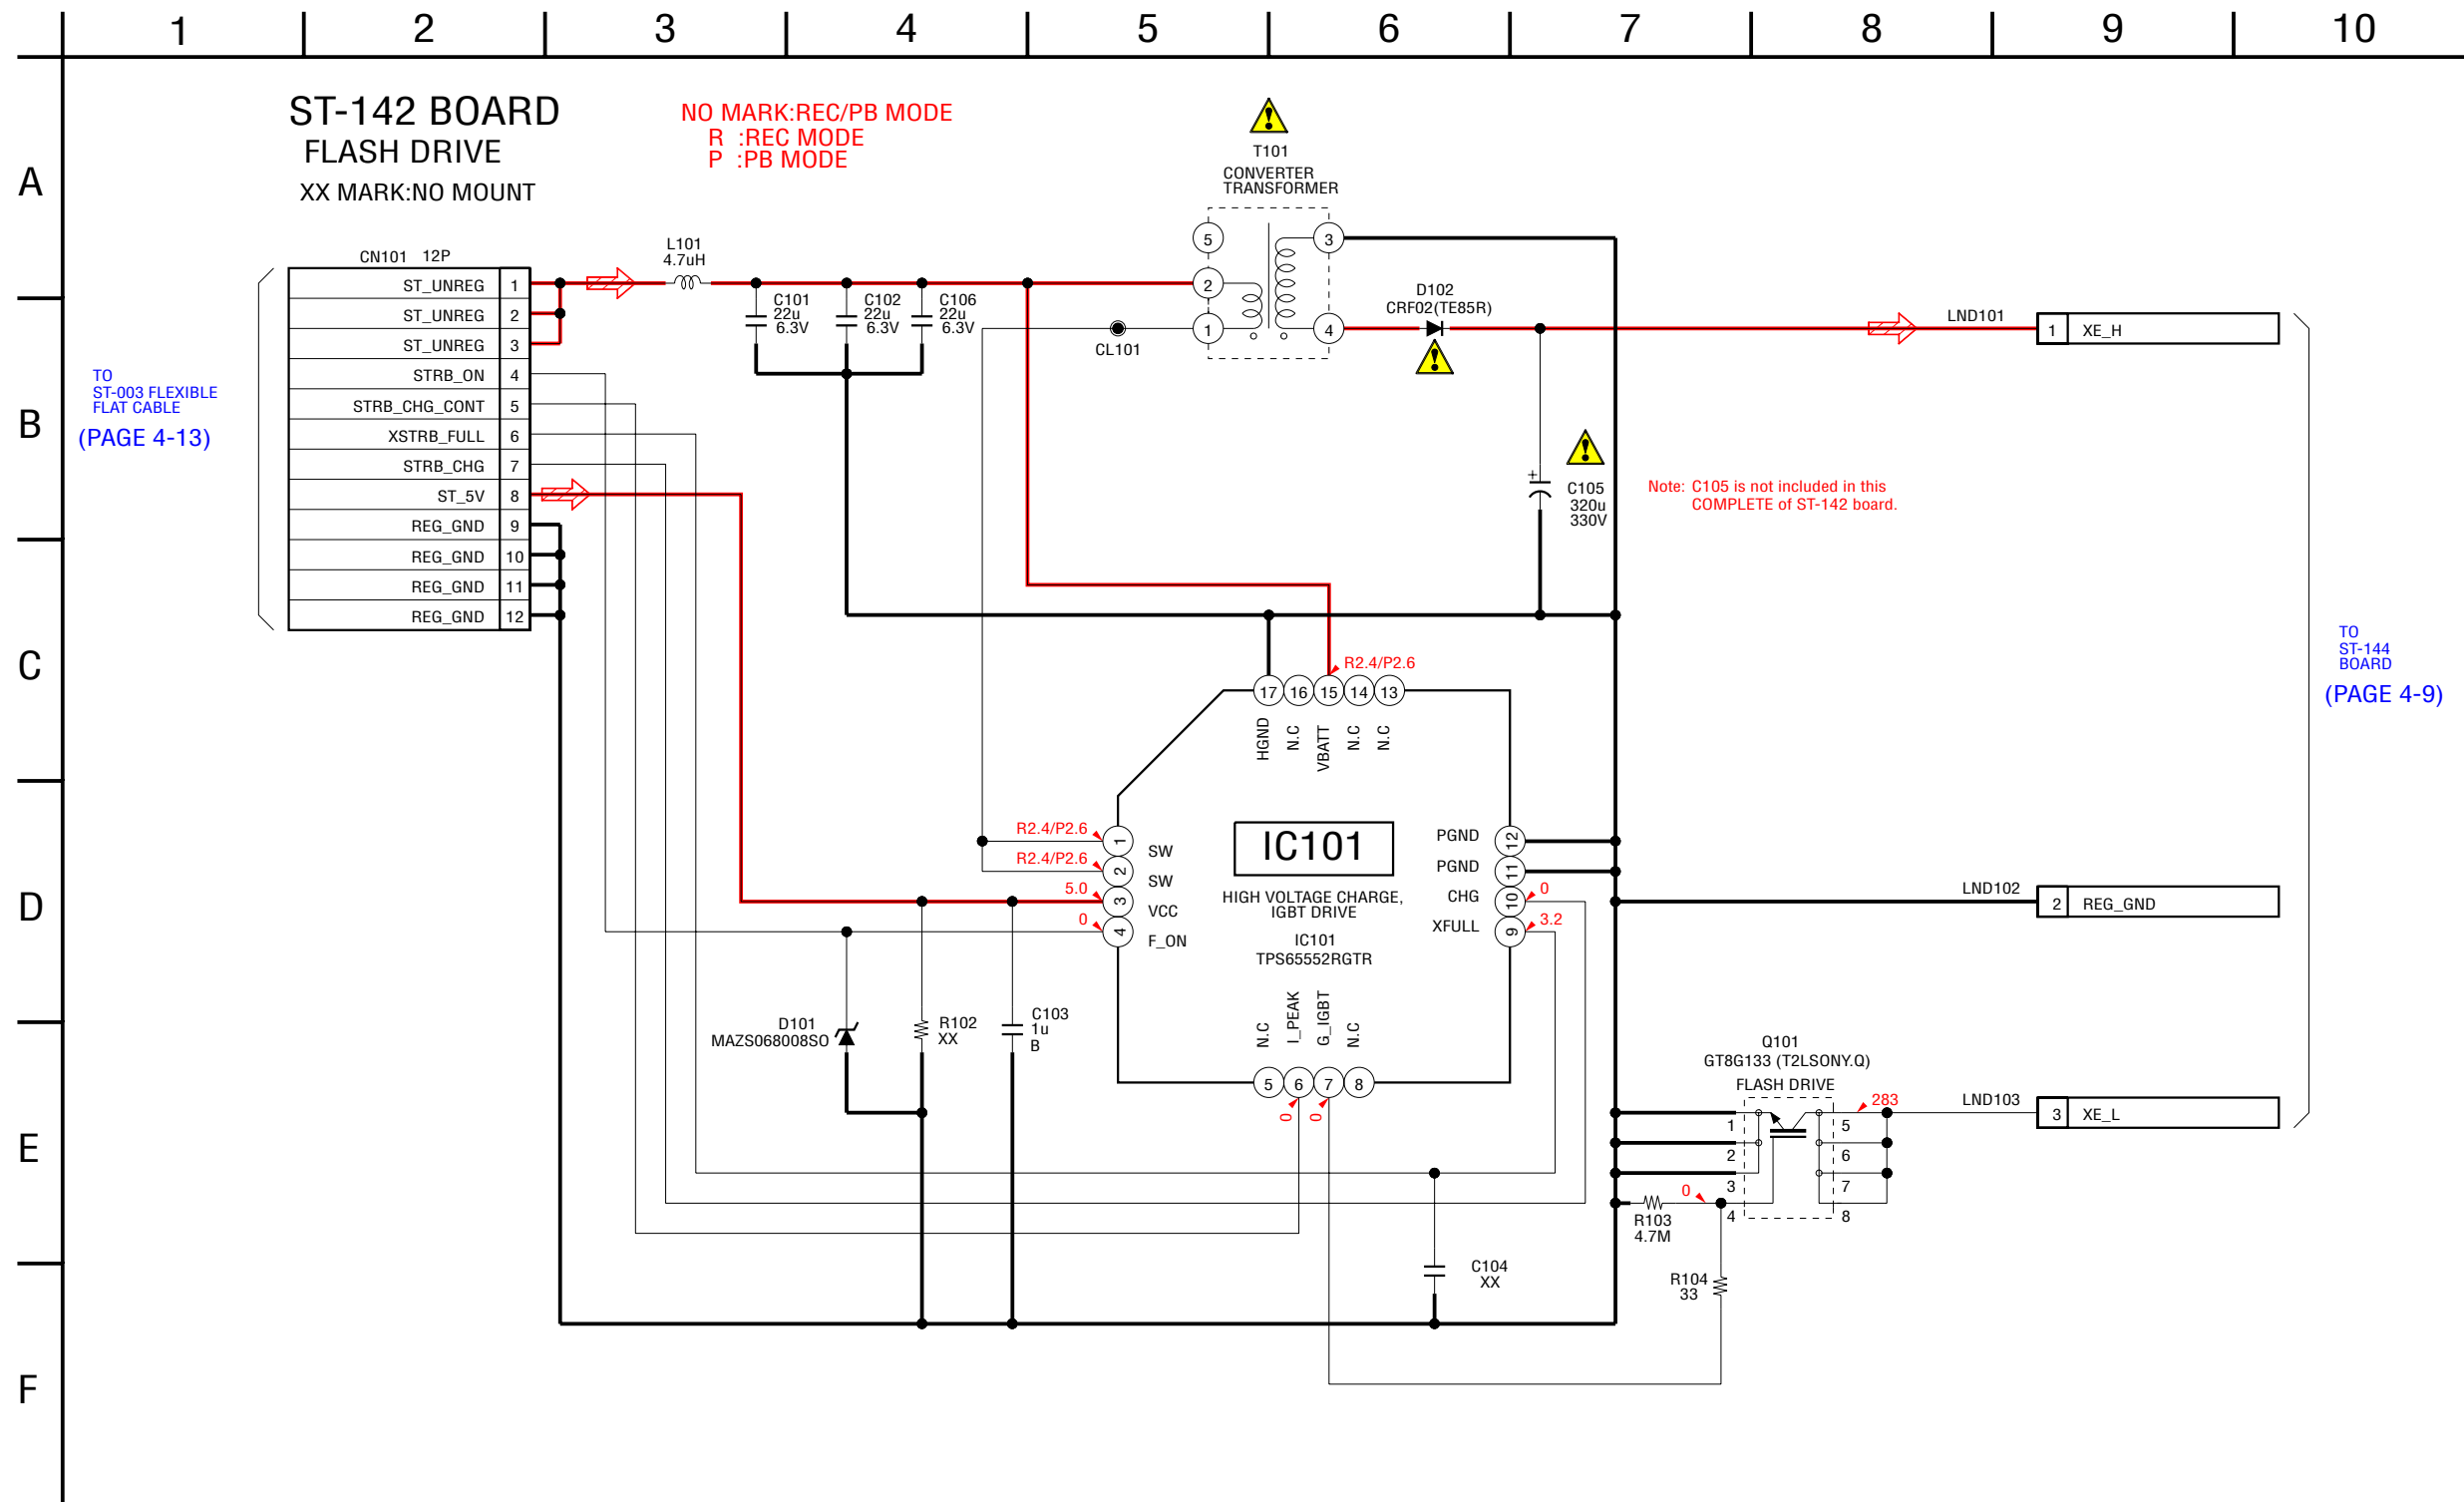 1 2 3 4 5 6 7 8 9 10
A
B
C
D
E
F
ST-142 BOARD
FLASH DRIVE
XX MARK:NO MOUNT
NO MARK:REC/PB MODE
R :REC MODE
P :PB MODE
T101
CONVERTER
TRANSFORMER
5
2
1
3
4
CN101 12P
ST_UNREG 1
ST_UNREG 2
ST_UNREG 3
STRB_ON 4
STRB_CHG_CONT 5
XSTRB_FULL 6
STRB_CHG 7
ST_5V 8
REG_GND 9
REG_GND 10
REG_GND 11
REG_GND 12
TO
ST-003 FLEXIBLE
FLAT CABLE
(PAGE 4-13)
L101
4.7uH
C101
22u
6.3V
C102
22u
6.3V
C106
22u
6.3V
CL101
D102
CRF02(TE85R)
LND101
1 XE_H
+
C105
320u
330V
Note: C105 is not included in this
COMPLETE of ST-142 board.
TO
ST-144
BOARD
(PAGE 4-9)
R2.4/P2.6
17 16 15 14 13
HGND
N.C
VBATT
N.C
N.C
R2.4/P2.6
1
SW
R2.4/P2.6
2
SW
5.0
3
VCC
0
4
F_ON
IC101
HIGH VOLTAGE CHARGE,
IGBT DRIVE
IC101
TPS65552RGTR
PGND 12
PGND 11
CHG 10
0
XFULL 9
3.2
N.C
I_PEAK
G_IGBT
N.C
5 6 7 8
0
0
LND102
2 REG_GND
D101
MAZS068008SO
R102
XX
C103
1u
B
Q101
GT8G133 (T2LSONY.Q)
FLASH DRIVE
283
LND103
3 XE_L
1
2
3
4
5
6
7
8
0
R103
4.7M
R104
33
C104
XX